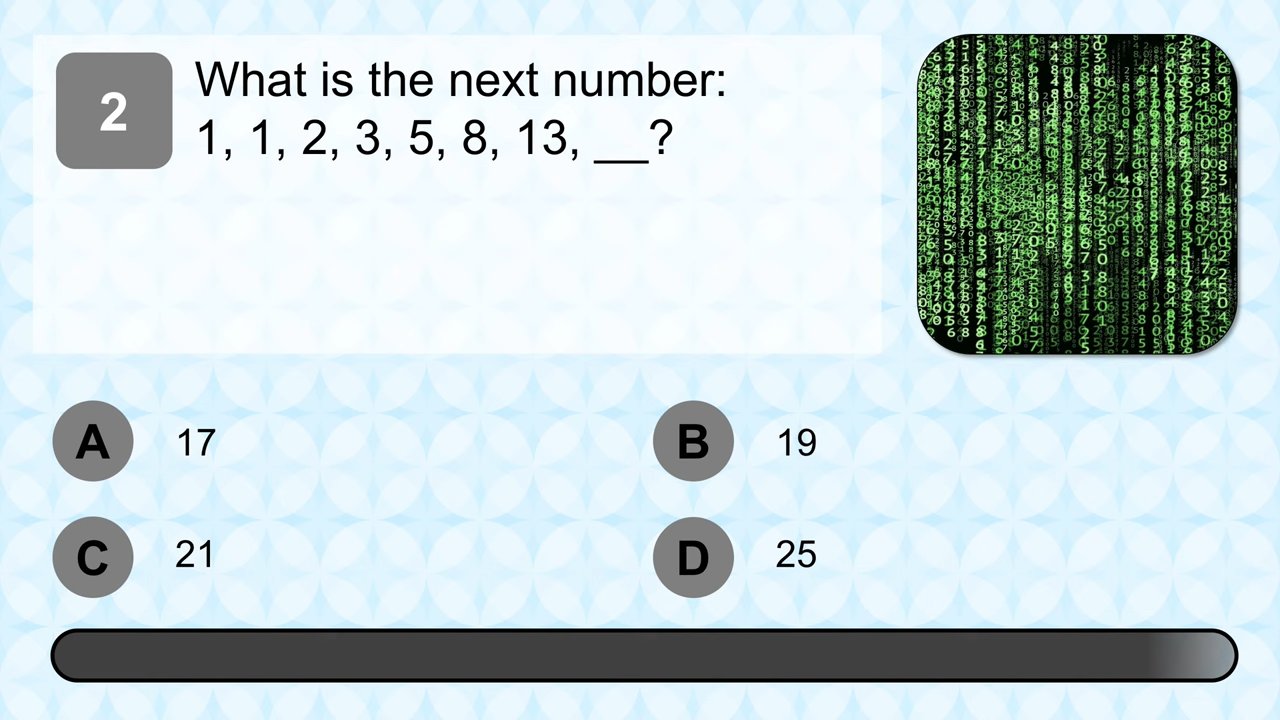 2
What is the next number:
1, 1, 2, 3, 5, 8, 13, __?
A 17
B 19
C 21
D 25